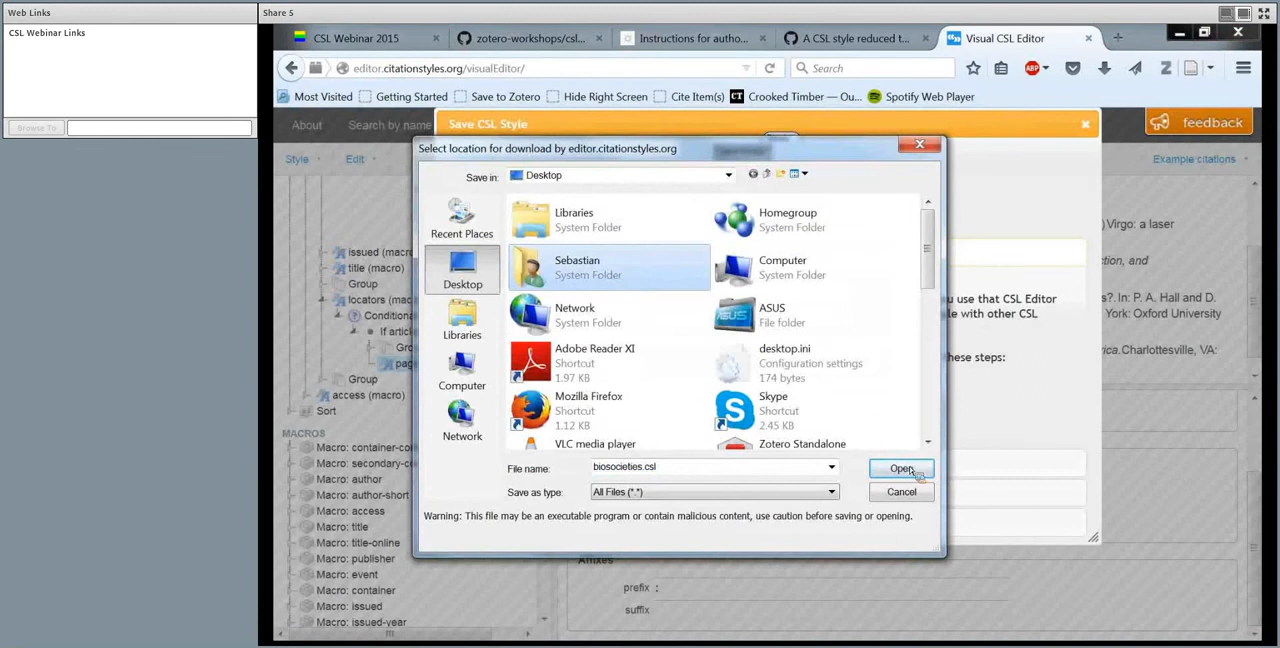 Web Links
Share 5
CSL Webinar Links
Browse To
CSL Webinar 2015
zotero-workshops/csl...
Instructions for autho...
A CSL style reduced t...
Visual CSL Editor
editor.citationstyles.org/visualEditor/
Search
Most Visited
Getting Started
Save to Zotero
Hide Right Screen
Cite Item(s)
Crooked Timber — Ou...
Spotify Web Player
About
Search by name
Save CSL Style
feedback
Select location for download by editor.citationstyles.org
Style
Edit
Example citations
Save in:
Desktop
Recent Places
Desktop
Libraries
Computer
Network
Libraries
System Folder
Homegroup
System Folder
Sebastian
System Folder
Computer
System Folder
Network
System Folder
ASUS
File folder
Adobe Reader XI
Shortcut
1.97 KB
desktop.ini
Configuration settings
174 bytes
Mozilla Firefox
Shortcut
1.12 KB
Skype
Shortcut
2.45 KB
VLC media player
Zotero Standalone
File name:
biosocieties.csl
Open
Save as type:
All Files (*.*)
Cancel
Warning: This file may be an executable program or contain malicious content, use caution before saving or opening.
) Virgo: a laser
ction, and
u use that CSL Editor
le with other CSL
s?. In: P. A. Hall and D.
York: Oxford University
rica.Charlottesville, VA:
hese steps:
issued (macro)
title (macro)
Group
locators (mac
Conditiona
If article
Gro
pag
Group
access (macro)
Sort
MACROS
Macro: container-co
Macro: secondary-co
Macro: author
Macro: author-short
Macro: access
Macro: title
Macro: title-online
Macro: publisher
Macro: event
Macro: container
Macro: issued
Macro: issued-year
Affixes
prefix :
suffix